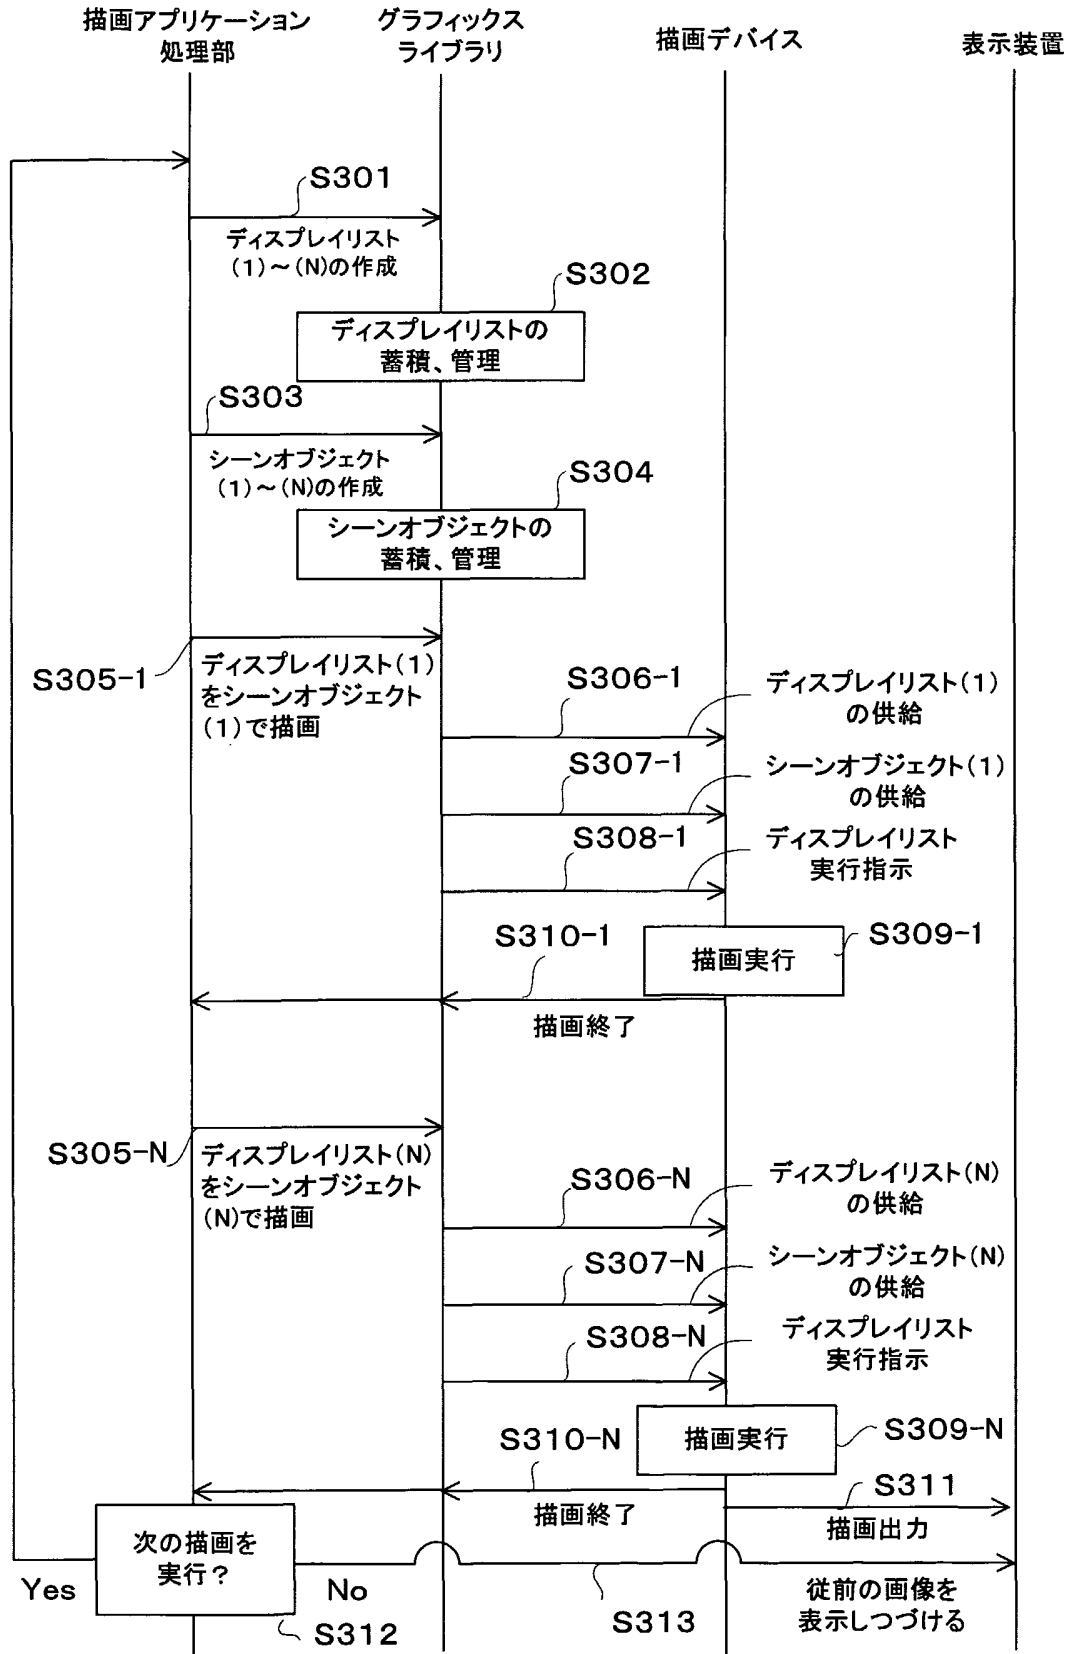 描画アプリケーション
処理部
グラフィックス
ライブラリ
描画デバイス
表示装置
S301
ディスプレイリスト
(1)～(N)の作成
S302
ディスプレイリストの
蓄積、管理
S303
シーンオブジェクト
(1)～(N)の作成
S304
シーンオブジェクトの
蓄積、管理
S305-1
ディスプレイリスト(1)
をシーンオブジェクト
(1)で描画
S306-1
ディスプレイリスト(1)
の供給
S307-1
シーンオブジェクト(1)
の供給
S308-1
ディスプレイリスト
実行指示
S309-1
描画実行
S310-1
描画終了
S305-N
ディスプレイリスト(N)
をシーンオブジェクト
(N)で描画
S306-N
ディスプレイリスト(N)
の供給
S307-N
シーンオブジェクト(N)
の供給
S308-N
ディスプレイリスト
実行指示
S309-N
描画実行
S310-N
描画終了
S311
描画出力
次の描画を
実行？
Yes
No
S312
S313
従前の画像を
表示しつづける